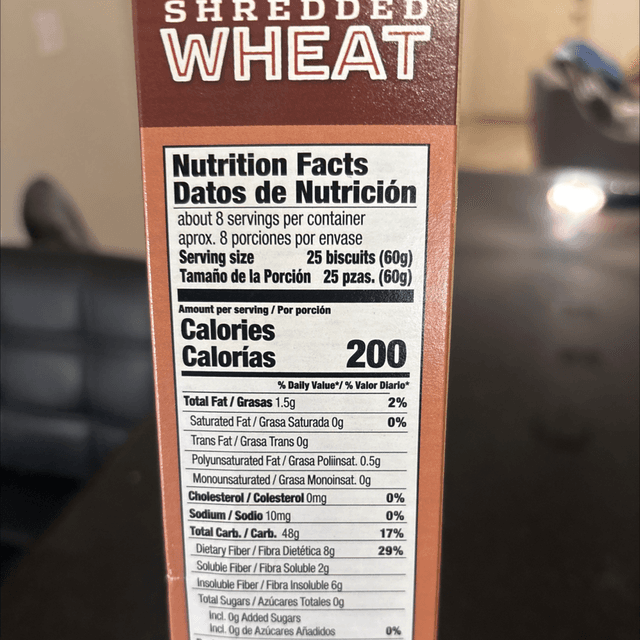 SHREDDED
WHEAT
Nutrition Facts
Datos de Nutrición
about 8 servings per container
aprox. 8 porciones por envase
Serving size 25 biscuits (60g)
Tamaño de la Porción 25 pzas. (60g)
Amount per serving / Por porción
Calories
Calorías 200
% Daily Value*/ % Valor Diario*
Total Fat / Grasas 1.5g 2%
Saturated Fat / Grasa Saturada 0g 0%
Trans Fat / Grasa Trans 0g
Polyunsaturated Fat / Grasa Poliinsat. 0.5g
Monounsaturated / Grasa Monoinsat. 0g
Cholesterol / Colesterol 0mg 0%
Sodium / Sodio 10mg 0%
Total Carb. / Carb. 48g 17%
Dietary Fiber / Fibra Dietética 8g 29%
Soluble Fiber / Fibra Soluble 2g
Insoluble Fiber / Fibra Insoluble 6g
Total Sugars / Azúcares Totales 0g
Incl. 0g Added Sugars
Incl. 0g de Azúcares Añadidos 0%